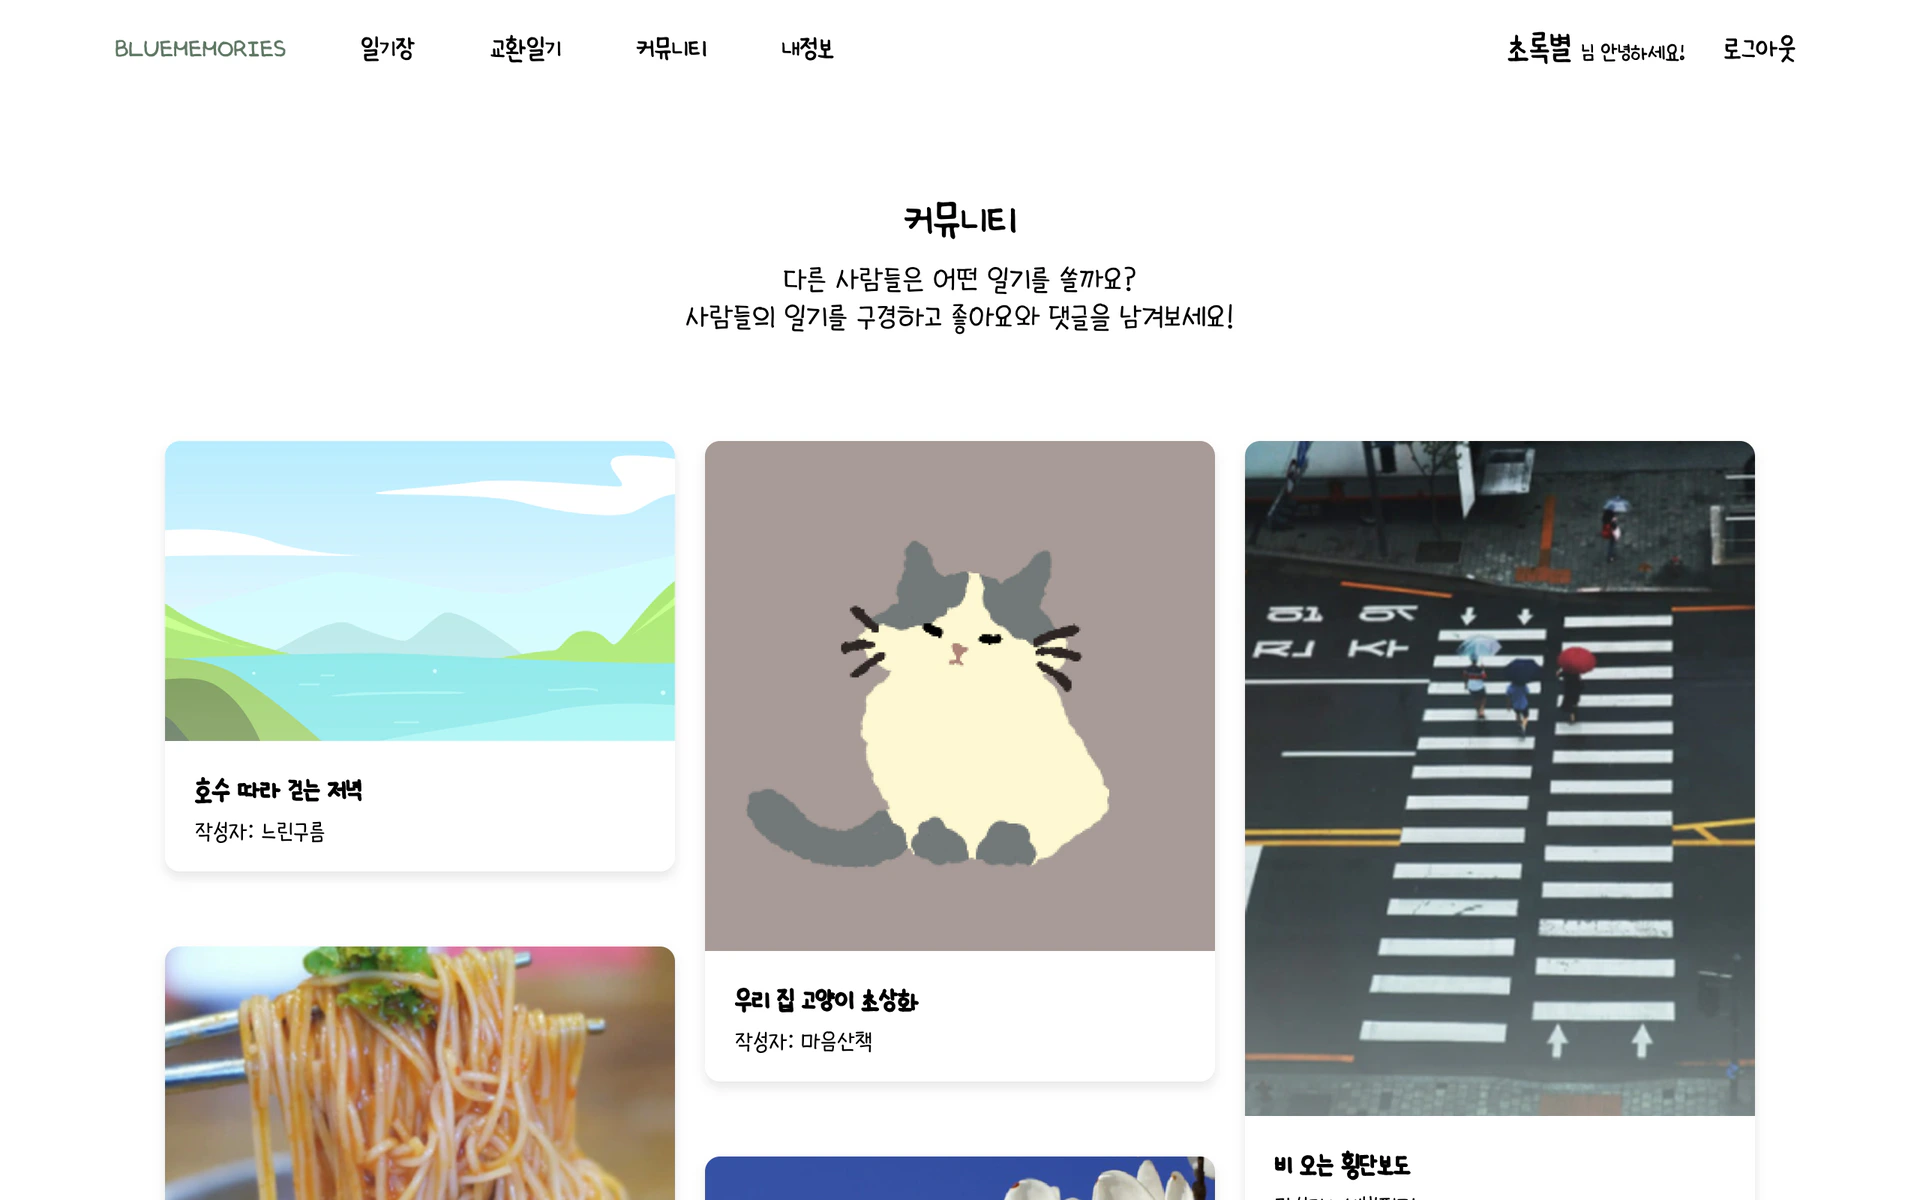 BLUEMEMORIES 일기장 교환일기 커뮤니티 내정보 초록별 님 안녕하세요! 로그아웃
커뮤니티
다른 사람들은 어떤 일기를 쓸까요?
사람들의 일기를 구경하고 좋아요와 댓글을 남겨보세요!
호수 따라 걷는 저녁
작성자: 느린구름
우리 집 고양이 초상화
작성자: 마음산책
비 오는 횡단보도